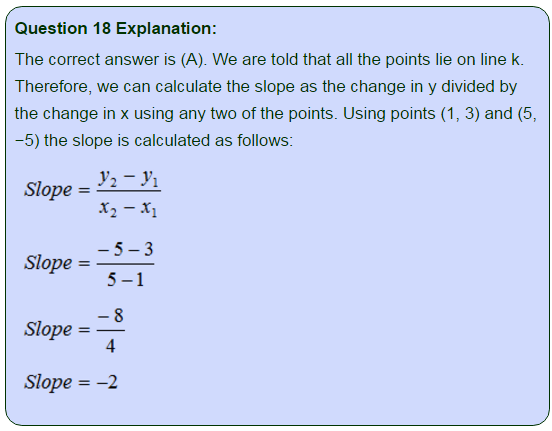 Question 18 Explanation:
The correct answer is (A). We are told that all the points lie on line k.
Therefore, we can calculate the slope as the change in y divided by
the change in x using any two of the points. Using points (1, 3) and (5,
−5) the slope is calculated as follows:
Slope = (y₂ − y₁) / (x₂ − x₁)
Slope = (−5 − 3) / (5 − 1)
Slope = −8 / 4
Slope = −2